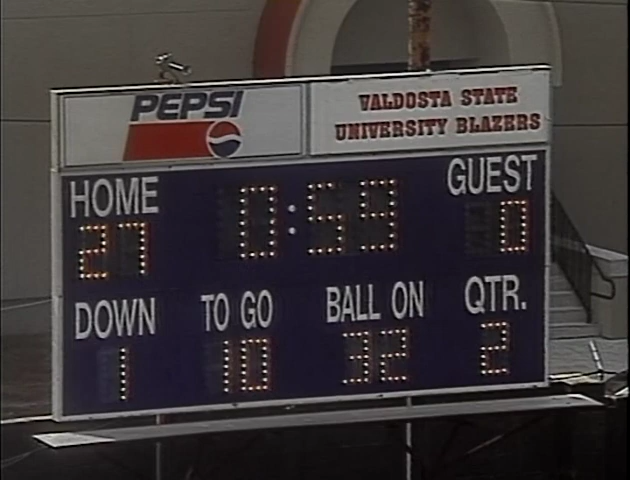 PEPSI
VALDOSTA STATE
UNIVERSITY BLAZERS
HOME 0:59 GUEST
27 0
DOWN TO GO BALL ON QTR.
1 10 32 2